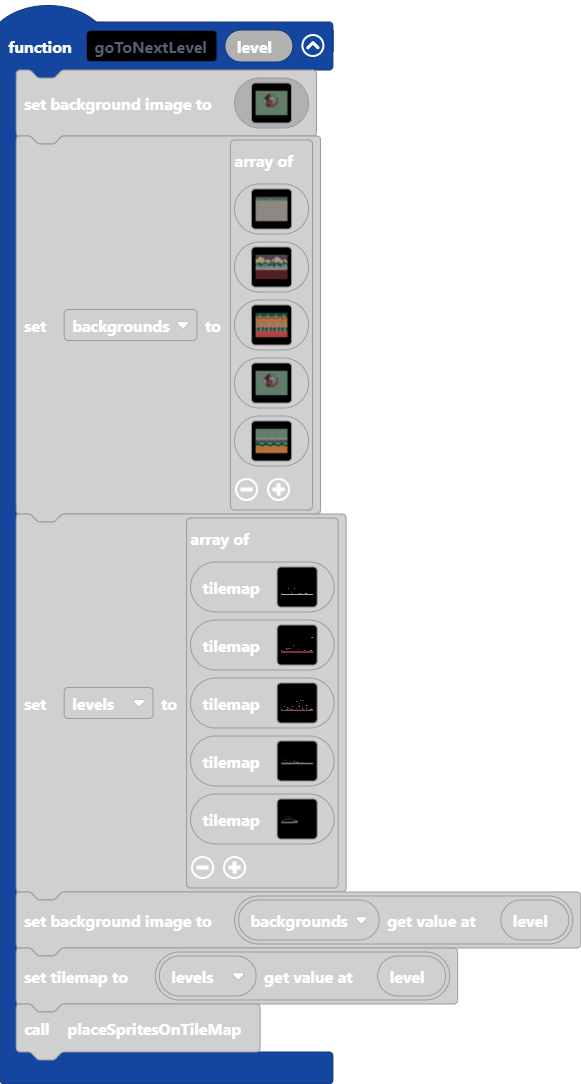 function goToNextLevel level
set background image to
array of
set backgrounds to
array of
tilemap
tilemap
set levels to tilemap
tilemap
tilemap
set background image to backgrounds get value at level
set tilemap to levels get value at level
call placeSpritesOnTileMap